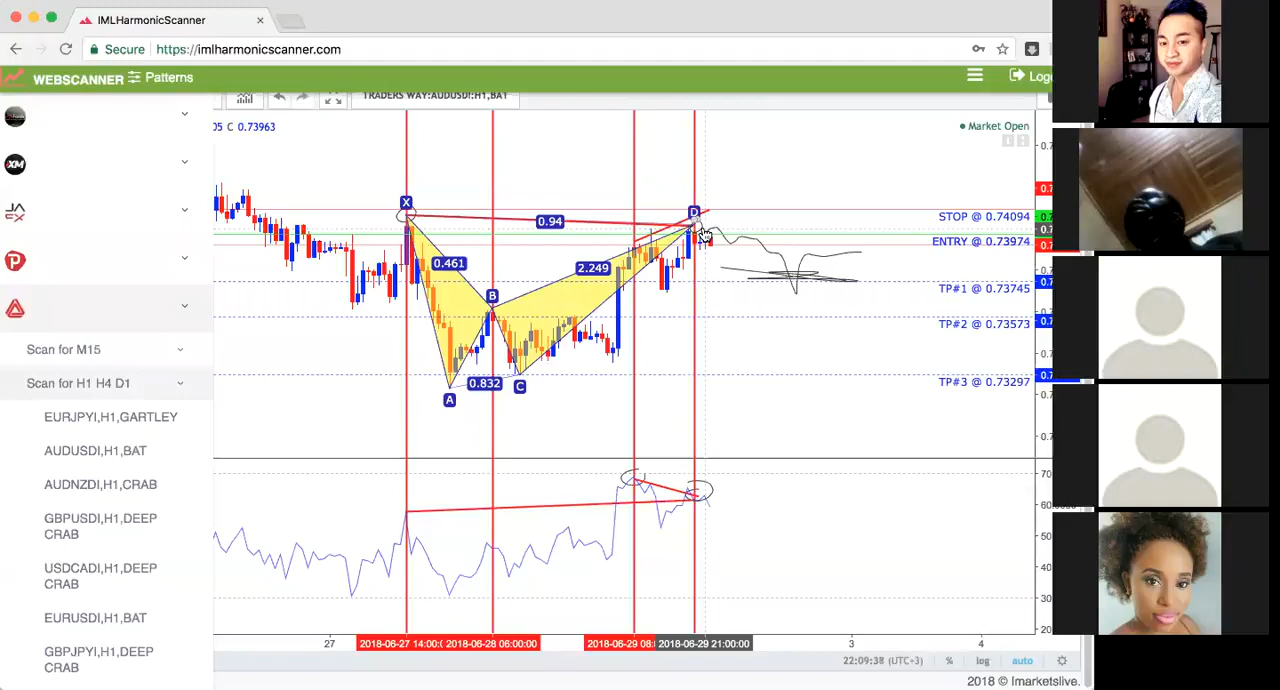 IMLHarmonicScanner
Secure
https://imlharmonicscanner.com
WEBSCANNER
Patterns
TRADERS WAY:AUDUSDI:H1,BAT
05 C 0.73963
Market Open
XM
JA
CX
X
0.94
D
0.461
2.249
B
0.832
A
C
STOP @ 0.74094
ENTRY @ 0.73974
TP#1 @ 0.73745
TP#2 @ 0.73573
TP#3 @ 0.73297
Scan for M15
Scan for H1 H4 D1
EURJPYI,H1,GARTLEY
AUDUSDI,H1,BAT
AUDNZDI,H1,CRAB
GBPUSDI,H1,DEEP
CRAB
USDCADI,H1,DEEP
CRAB
EURUSDI,H1,BAT
GBPJPYI,H1,DEEP
CRAB
70
60
50
40
30
20
27
2018-06-27 14:00:
2018-06-28 06:00:00
2018-06-29 08:
2018-06-29 21:00:00
3
4
22:09:38 (UTC+3)
%
log
auto
2018 © Imarketslive.